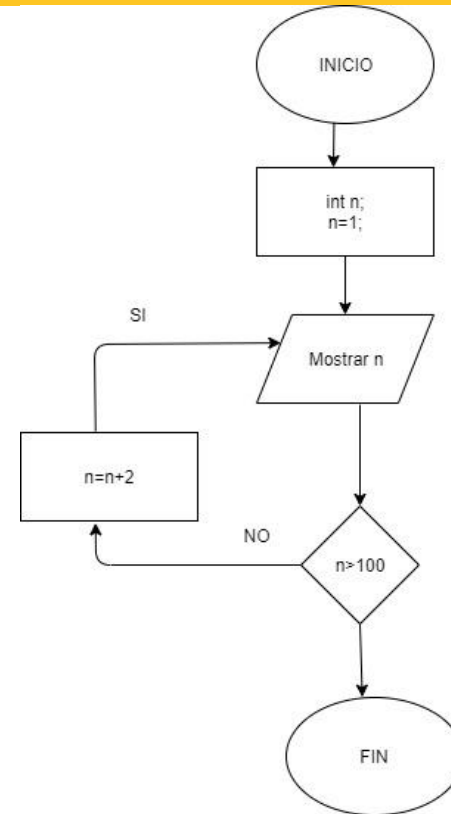 INICIO
int n;
n=1;
SI
Mostrar n
n=n+2
NO
n>100
FIN